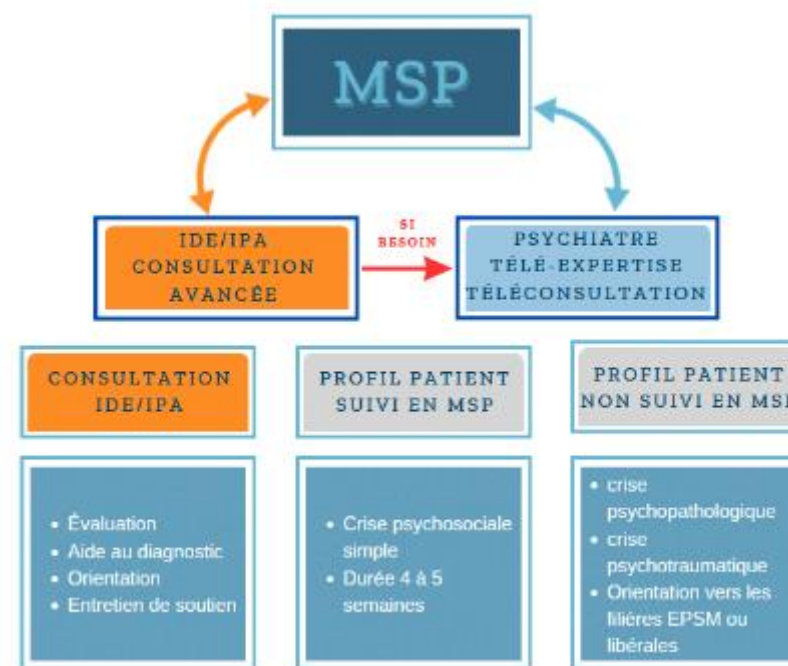 MSP
SI
BESOIN
IDE/IPA
CONSULTATION
AVANCÉE
PSYCHIATRE
TÉLÉ-EXPERTISE
TÉLÉCONSULTATION
CONSULTATION
IDE/IPA
PROFIL PATIENT
SUIVI EN MSP
PROFIL PATIENT
NON SUIVI EN MSP
• Évaluation
• Aide au diagnostic
• Orientation
• Entretien de soutien
• Crise psychosociale
simple
• Durée 4 à 5
semaines
• crise
psychopathologique
• crise
psychotraumatique
• Orientation vers les
filières EPSM ou
libérales